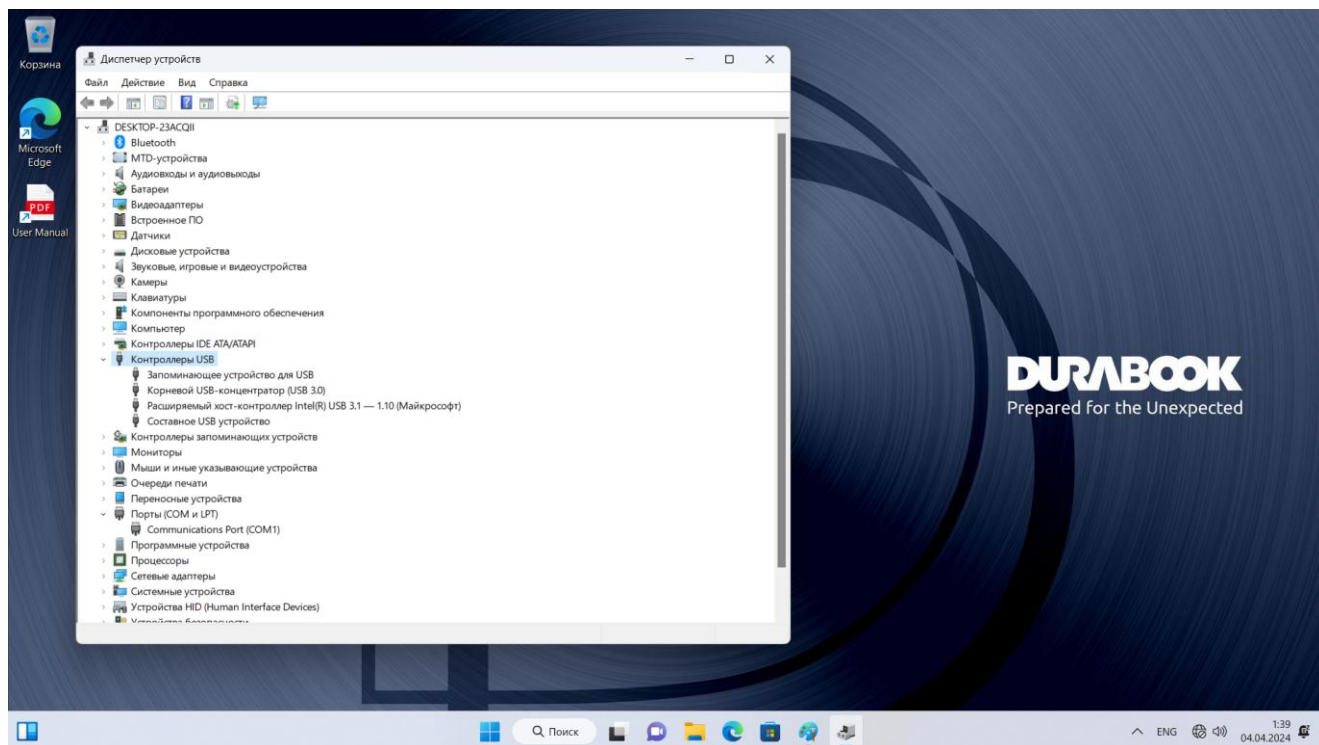 Корзина
Microsoft
Edge
PDF
User Manual
Диспетчер устройств
Файл Действие Вид Справка
DESKTOP-23ACQII
Bluetooth
MTD-устройства
Аудиовходы и аудиовыходы
Батареи
Видеоадаптеры
Встроенное ПО
Датчики
Дисковые устройства
Звуковые, игровые и видеоустройства
Камеры
Клавиатуры
Компоненты программного обеспечения
Компьютер
Контроллеры IDE ATA/ATAPI
Контроллеры USB
Запоминающее устройство для USB
Корневой USB-концентратор (USB 3.0)
Расширяемый хост-контроллер Intel(R) USB 3.1 — 1.10 (Майкрософт)
Составное USB устройство
Контроллеры запоминающих устройств
Мониторы
Мыши и иные указывающие устройства
Очереди печати
Переносные устройства
Порты (COM и LPT)
Communications Port (COM1)
Программные устройства
Процессоры
Сетевые адаптеры
Системные устройства
Устройства HID (Human Interface Devices)
Устройства безопасности
DURABOOK
Prepared for the Unexpected
Поиск
ENG
1:39
04.04.2024